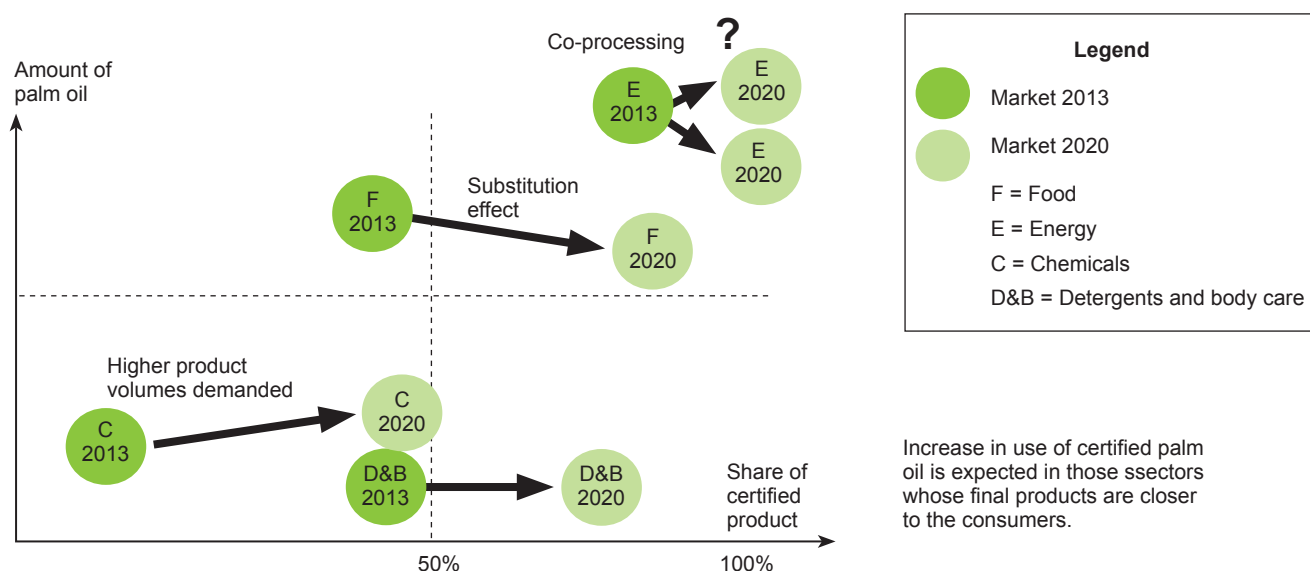 Co-processing
?
Amount of
palm oil
E
2013
E
2020
E
2020
F
2013
Substitution
effect
F
2020
Higher product
volumes demanded
C
2013
C
2020
D&B
2013
D&B
2020
Share of
certified
product
50%
100%
Legend
Market 2013
Market 2020
F = Food
E = Energy
C = Chemicals
D&B = Detergents and body care
Increase in use of certified palm
oil is expected in those ssectors
whose final products are closer
to the consumers.